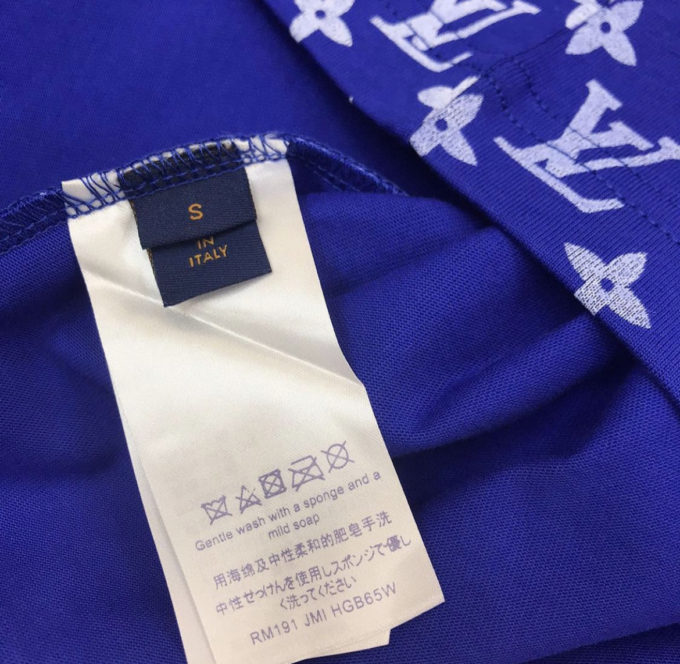 LV
LV
S
IN
ITALY
Gentle wash with a sponge and a
mild soap
用海绵及中性柔和的肥皂手洗
中性せっけんを使用しスポンジで優し
く洗ってください
RM191 JMI HGB65W